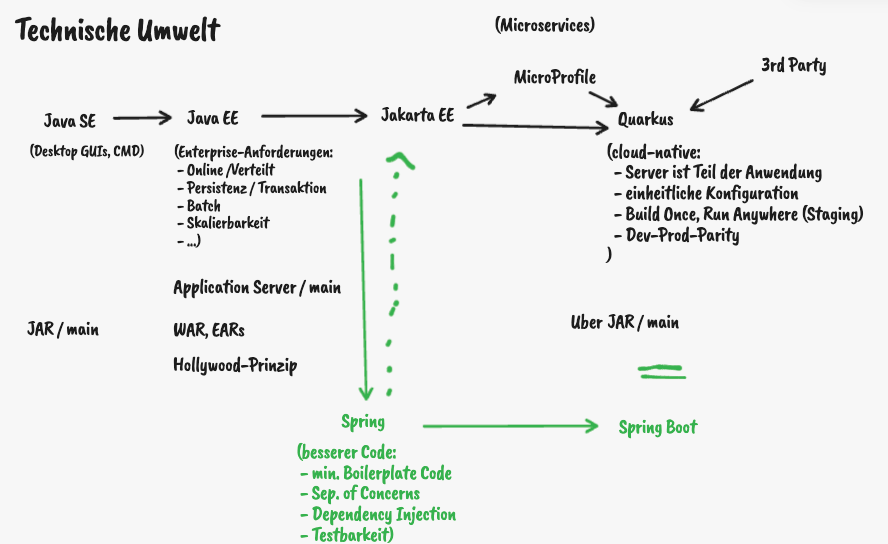 Technische Umwelt
(Microservices)
MicroProfile
3rd Party
Java SE
Java EE
Jakarta EE
Quarkus
(Desktop GUIs, CMD)
(Enterprise-Anforderungen:
- Online /Verteilt
- Persistenz / Transaktion
- Batch
- Skalierbarkeit
- ...)
(cloud-native:
- Server ist Teil der Anwendung
- einheitliche Konfiguration
- Build Once, Run Anywhere (Staging)
- Dev-Prod-Parity
)
Application Server / main
JAR / main
WAR, EARs
Uber JAR / main
Hollywood-Prinzip
Spring
Spring Boot
(besserer Code:
- min. Boilerplate Code
- Sep. of Concerns
- Dependency Injection
- Testbarkeit)